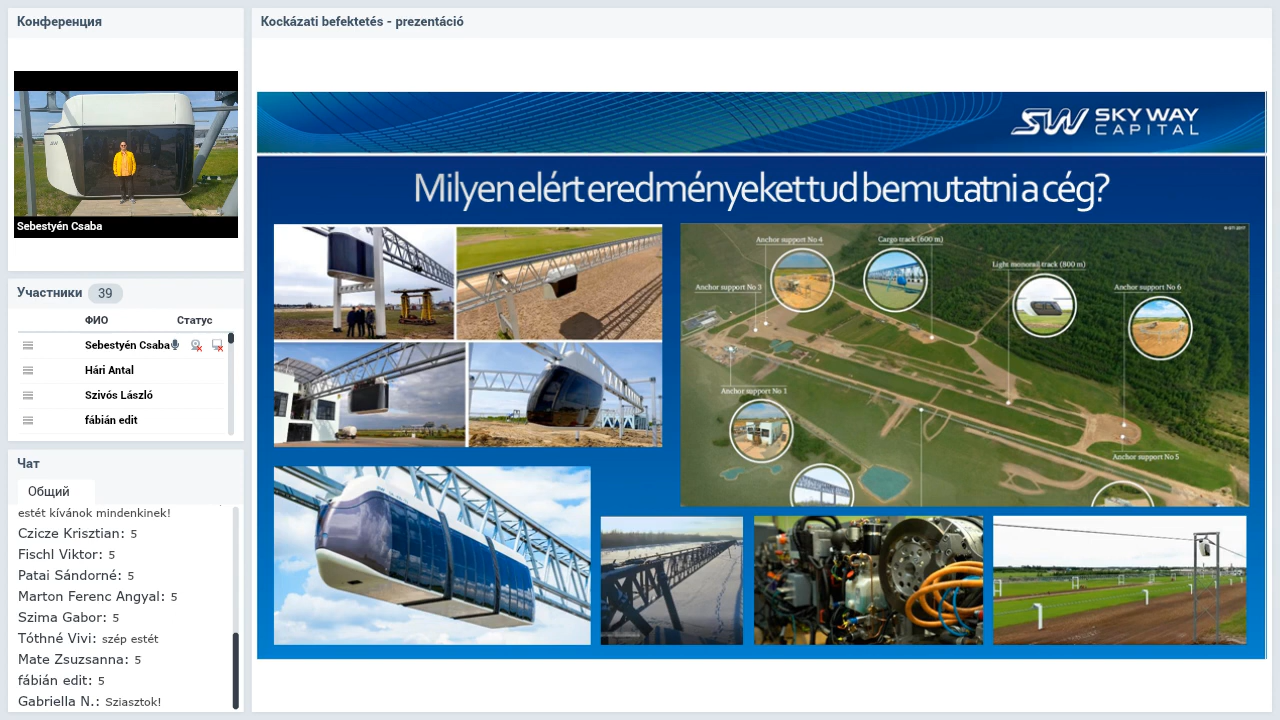 Конференция
Sebestyén Csaba
Участники 39
ФИО Статус
Sebestyén Csaba
Hári Antal
Szivós László
fábián edit
Чат
Общий
estét kívánok mindenkinek!
Czicze Krisztian: 5
Fischl Viktor: 5
Patai Sándorné: 5
Marton Ferenc Angyal: 5
Szima Gabor: 5
Tóthné Vivi: szép estét
Mate Zsuzsanna: 5
fábián edit: 5
Gabriella N.: Sziasztok!
Kockázati befektetés - prezentáció
SW SKY WAY
CAPITAL
Milyen elért eredményeket tud bemutatni a cég?
Anchor support No 4
Cargo track (600 m)
Light monorail track (800 m)
Anchor support No 3
Anchor support No 6
Anchor support No 1
Anchor support No 5